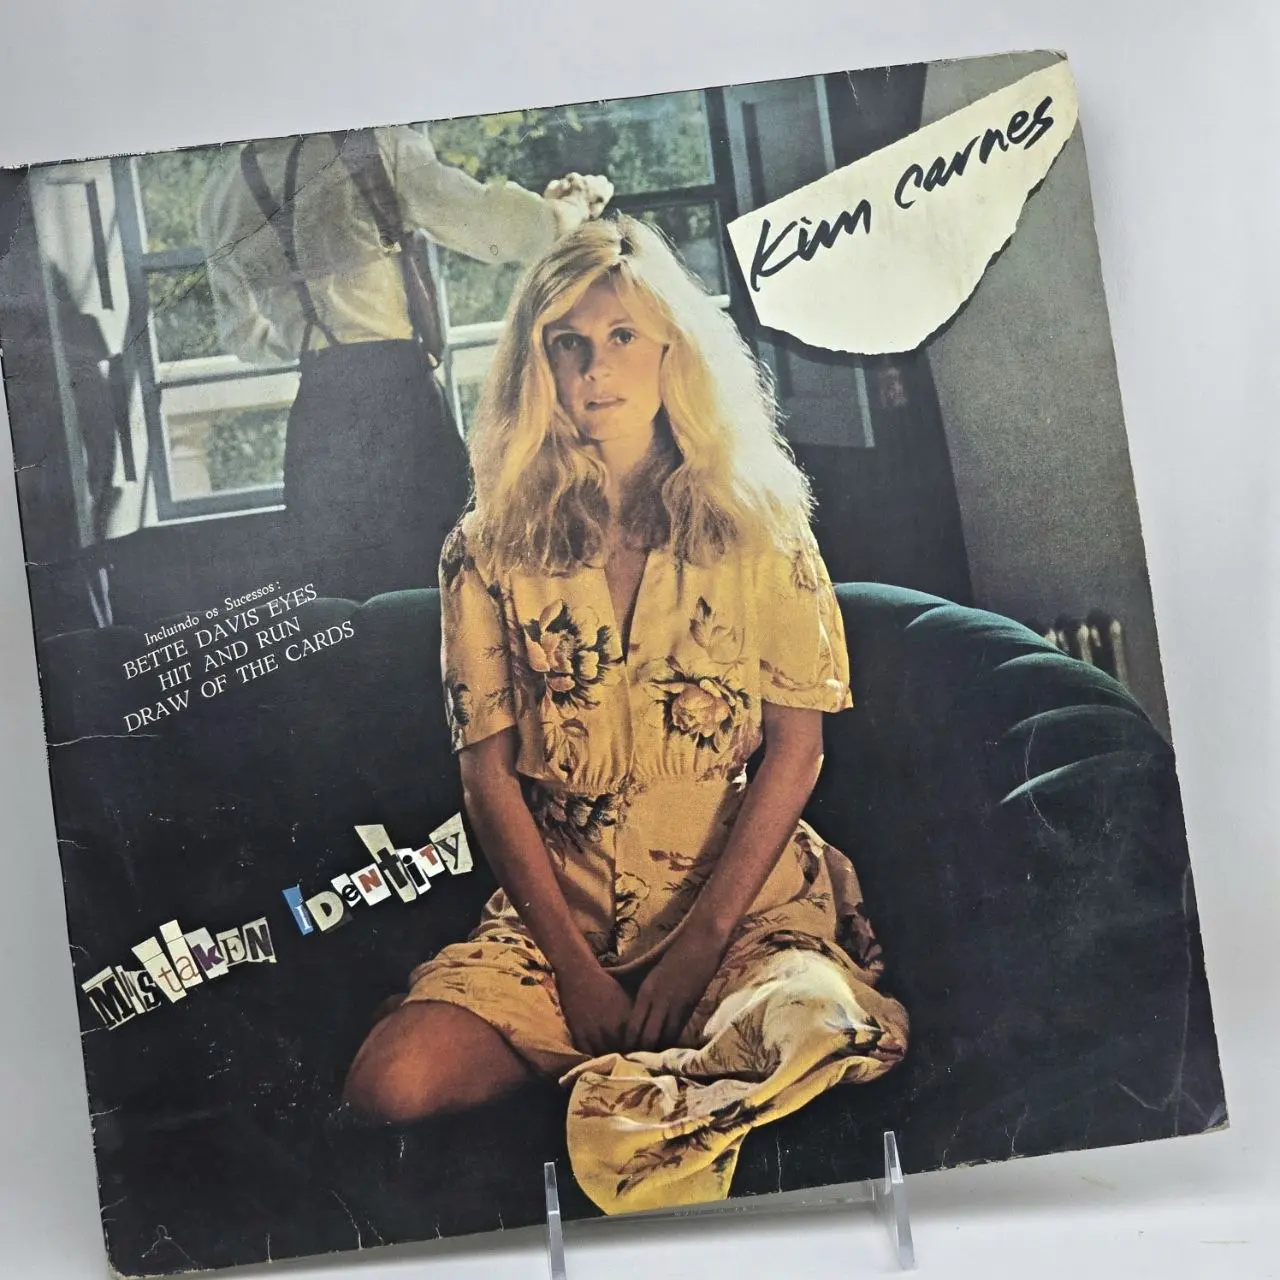 Kim Carnes
Incluindo os Sucessos:
BETTE DAVIS EYES
HIT AND RUN
DRAW OF THE CARDS
MisTaKEN IDeNtiTy